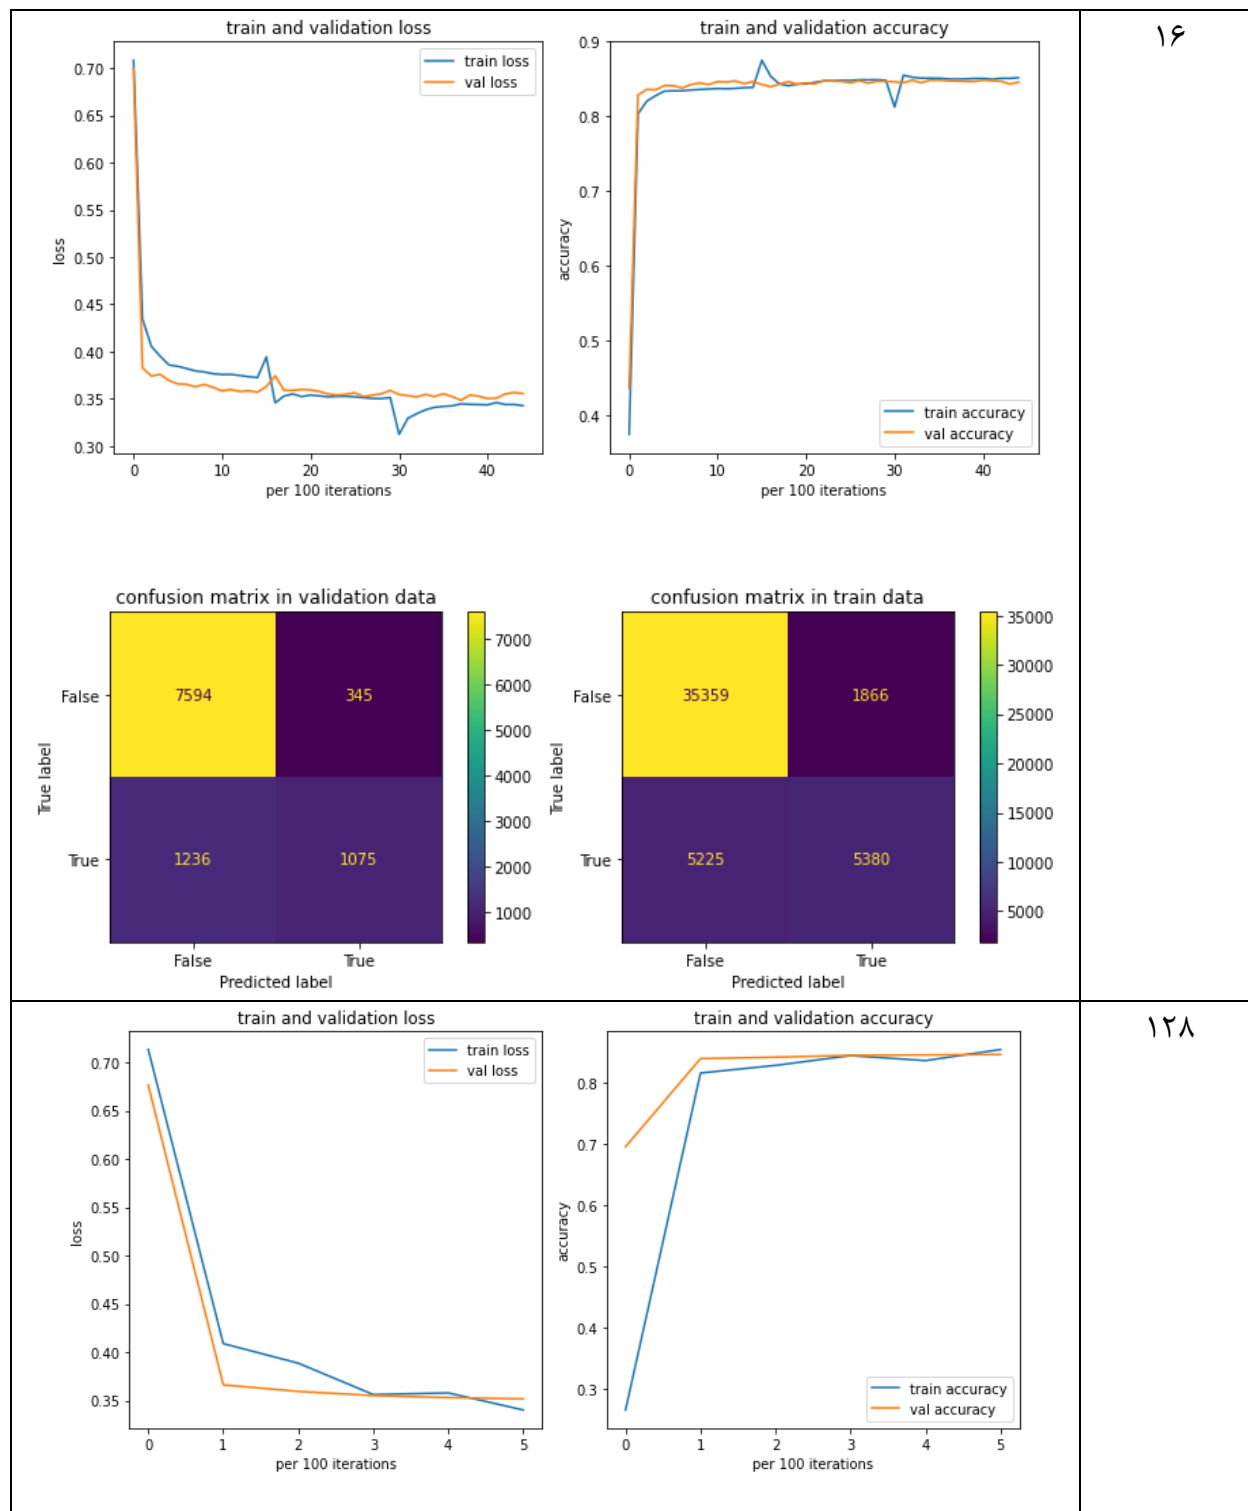 ۱۶
train and validation loss
train loss
val loss
0.70
0.65
0.60
0.55
0.50
0.45
0.40
0.35
0.30
loss
0 10 20 30 40
per 100 iterations
train and validation accuracy
0.9
0.8
0.7
0.6
0.5
0.4
accuracy
train accuracy
val accuracy
0 10 20 30 40
per 100 iterations
confusion matrix in validation data
True label
False 7594 345
True 1236 1075
False True
Predicted label
7000
6000
5000
4000
3000
2000
1000
confusion matrix in train data
True label
False 35359 1866
True 5225 5380
False True
Predicted label
35000
30000
25000
20000
15000
10000
5000
۱۲۸
train and validation loss
train loss
val loss
0.70
0.65
0.60
0.55
0.50
0.45
0.40
0.35
loss
0 1 2 3 4 5
per 100 iterations
train and validation accuracy
0.8
0.7
0.6
0.5
0.4
0.3
accuracy
train accuracy
val accuracy
0 1 2 3 4 5
per 100 iterations